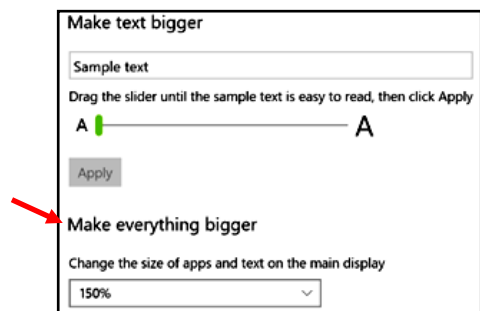 Make text bigger
Sample text
Drag the slider until the sample text is easy to read, then click Apply
A A
Apply
Make everything bigger
Change the size of apps and text on the main display
150%